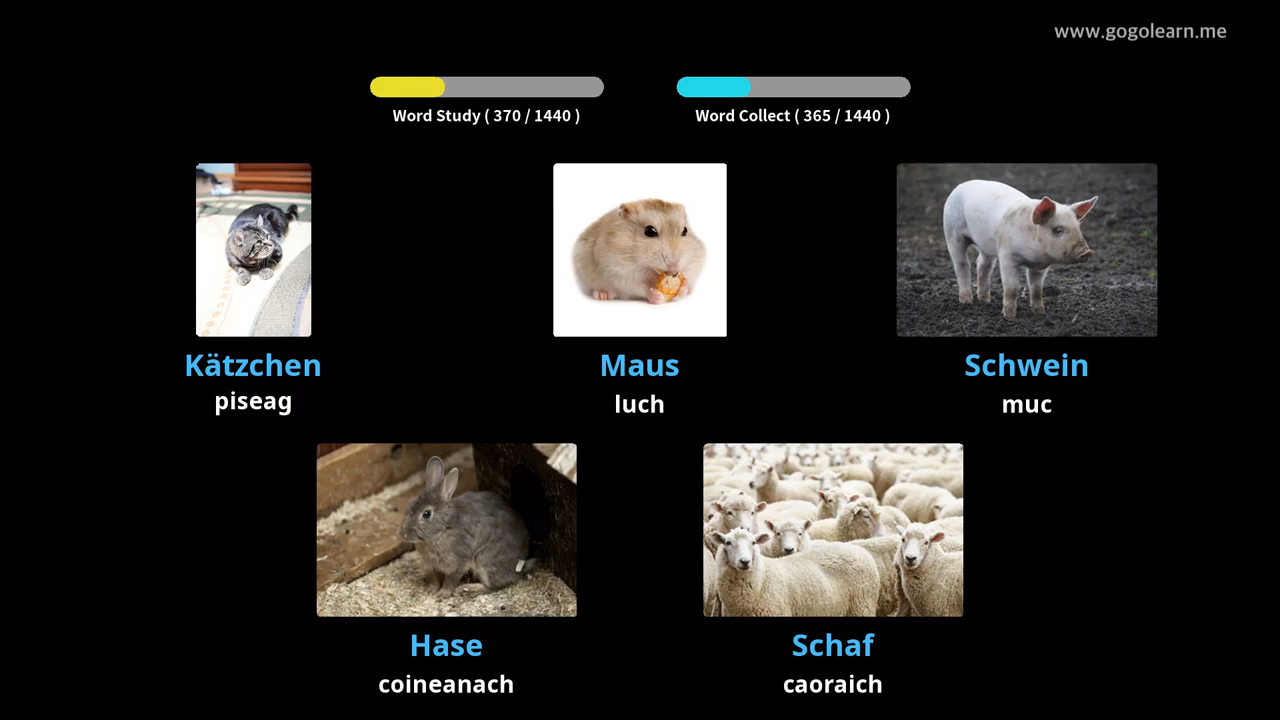 www.gogolearn.me
Word Study ( 370 / 1440 )
Word Collect ( 365 / 1440 )
Kätzchen
piseag
Maus
luch
Schwein
muc
Hase
coineanach
Schaf
caoraich